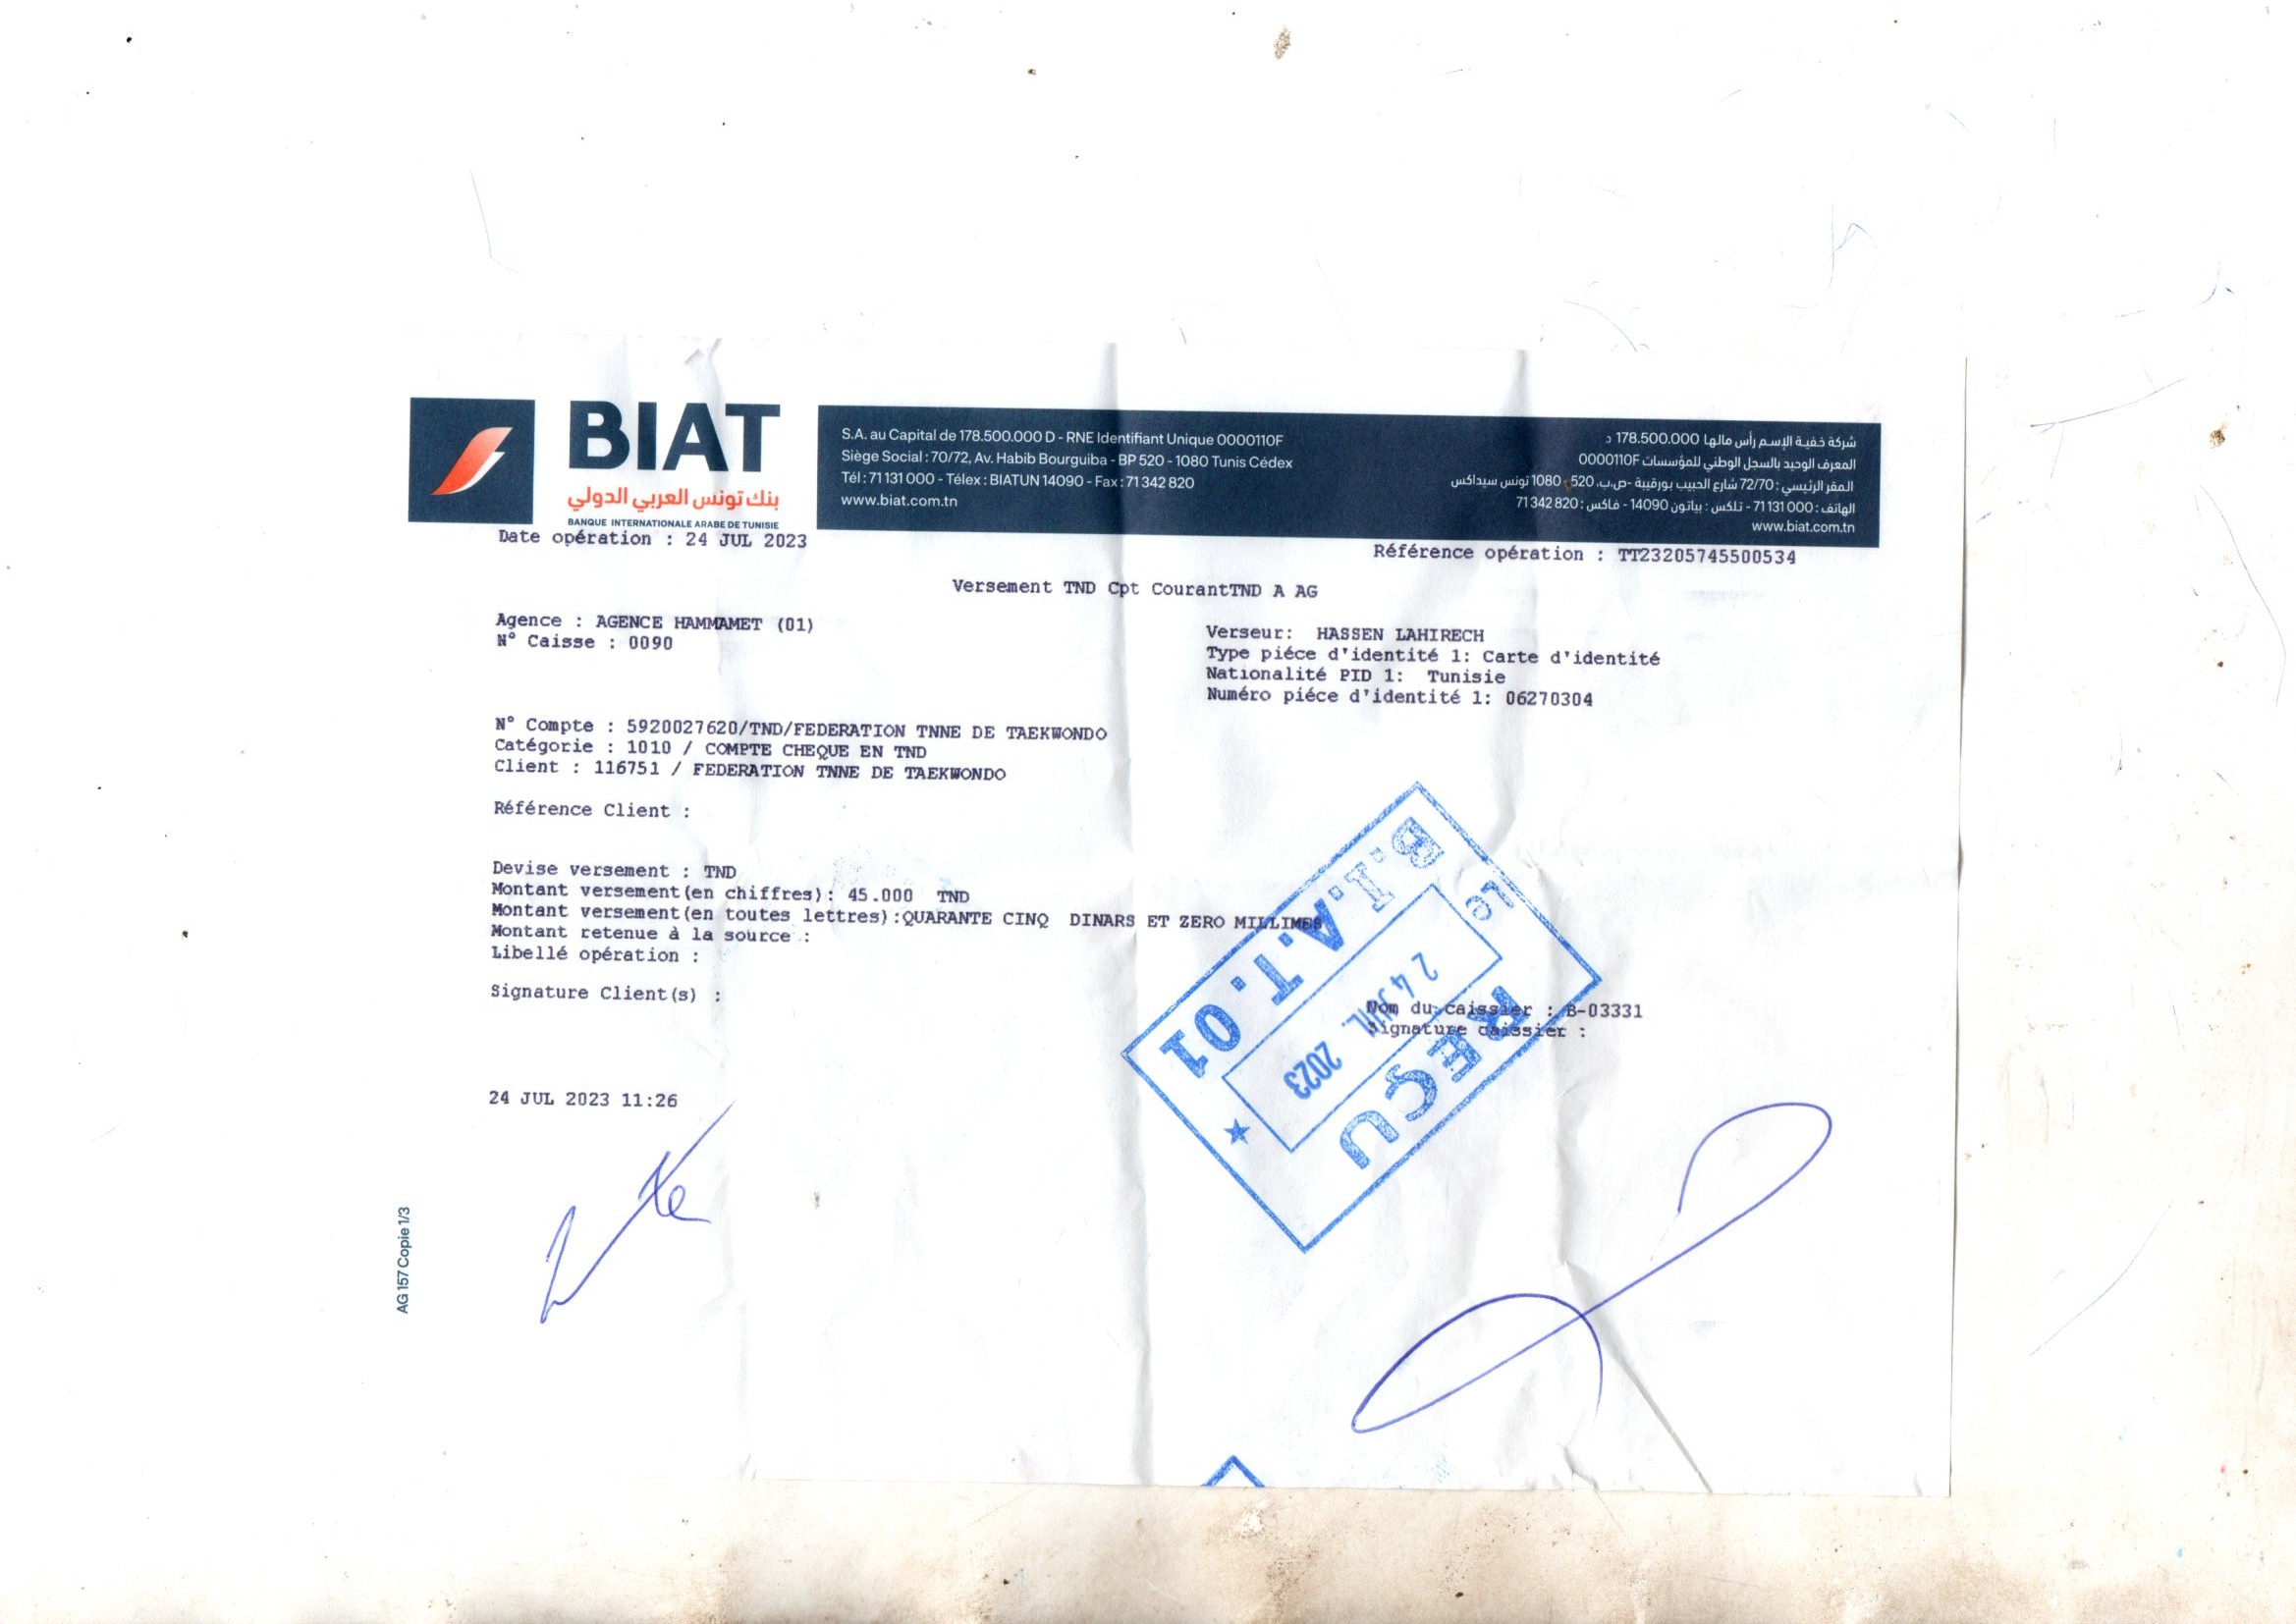 BIAT
بنك تونس العربي الدولي
BANQUE INTERNATIONALE ARABE DE TUNISIE
S.A. au Capital de 178.500.000 D - RNE Identifiant Unique 0000110F
Siège Social : 70/72, Av. Habib Bourguiba - BP 520 - 1080 Tunis Cédex
Tél : 71 131 000 - Télex : BIATUN 14090 - Fax : 71 342 820
www.biat.com.tn
شركة خفية الإسم رأس مالها 178.500.000 د
المعرف الوحيد بالسجل الوطني للمؤسسات 0000110F
المقر الرئيسي : 72/70 شارع الحبيب بورقيبة -ص.ب. 520 - 1080 تونس سيداكس
الهاتف : 71 131 000 - تلكس : بياتون 14090 - فاكس : 71 342 820
www.biat.com.tn
Date opération : 24 JUL 2023
Référence opération : TT23205745500534
Versement TND Cpt CourantTND A AG
Agence : AGENCE HAMMAMET (01)
N° Caisse : 0090
Verseur: HASSEN LAHIRECH
Type piéce d'identité 1: Carte d'identité
Nationalité PID 1: Tunisie
Numéro piéce d'identité 1: 06270304
N° Compte : 5920027620/TND/FEDERATION TNNE DE TAEKWONDO
Catégorie : 1010 / COMPTE CHEQUE EN TND
Client : 116751 / FEDERATION TNNE DE TAEKWONDO
Référence Client :
Devise versement : TND
Montant versement(en chiffres): 45.000 TND
Montant versement(en toutes lettres):QUARANTE CINQ DINARS ET ZERO MILLIMES
Montant retenue à la source :
Libellé opération :
Signature Client(s) :
Nom du caissier : B-03331
Signature caissier :
B.I.A.T. 01
Le
24 JUIL. 2023
REÇU
24 JUL 2023 11:26
AG 157 Copie 1/3